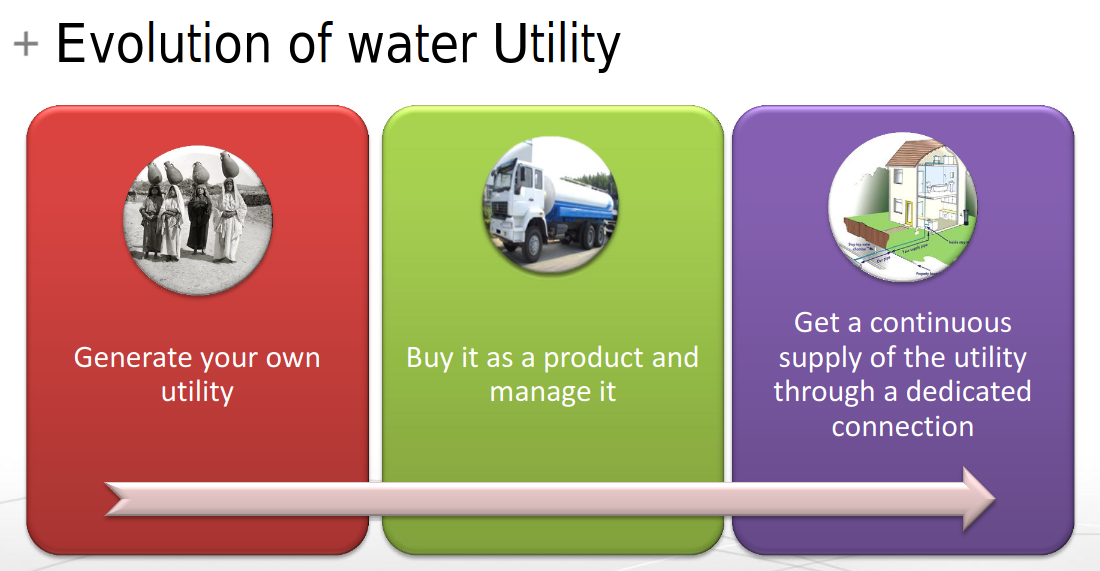 + Evolution of water Utility
Generate your own
utility
Buy it as a product and
manage it
Get a continuous
supply of the utility
through a dedicated
connection